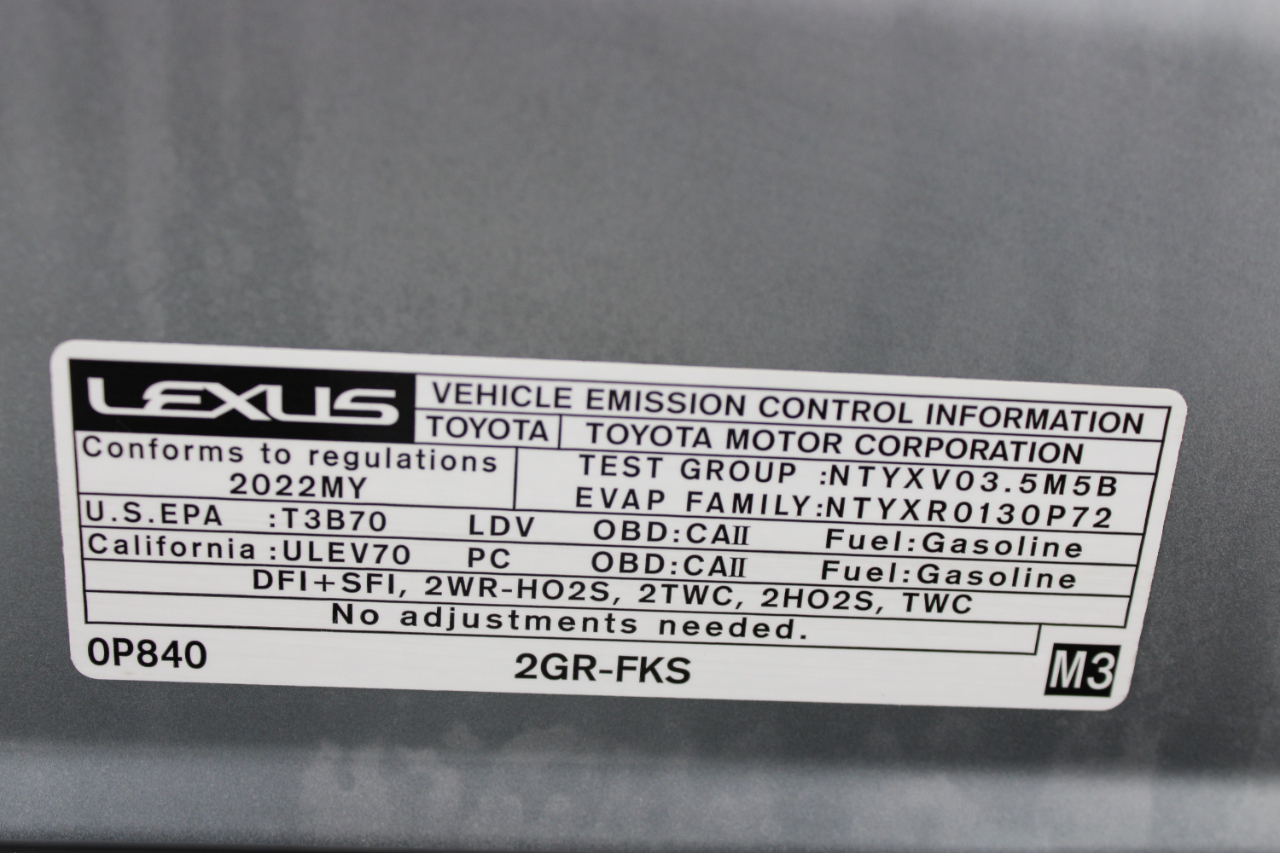 LEXUS VEHICLE EMISSION CONTROL INFORMATION
TOYOTA TOYOTA MOTOR CORPORATION
Conforms to regulations TEST GROUP :NTYXV03.5M5B
2022MY EVAP FAMILY:NTYXR0130P72
U.S.EPA :T3B70 LDV OBD:CAII Fuel:Gasoline
California :ULEV70 PC OBD:CAII Fuel:Gasoline
DFI+SFI, 2WR-HO2S, 2TWC, 2HO2S, TWC
No adjustments needed.
0P840 2GR-FKS M3